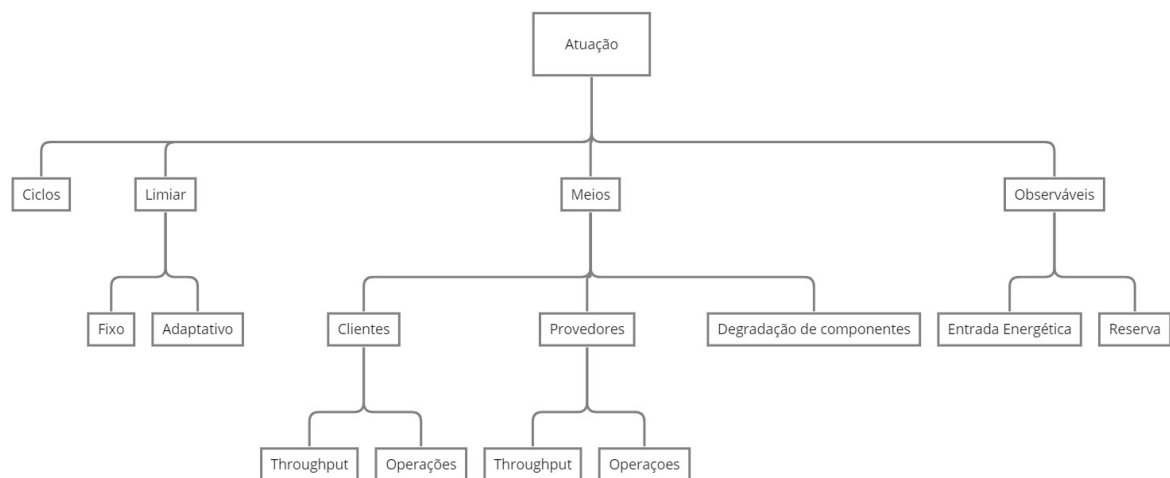 Atuação
Ciclos
Limiar
Meios
Observáveis
Fixo
Adaptativo
Clientes
Provedores
Degradação de componentes
Entrada Energética
Reserva
Throughput
Operações
Throughput
Operaçoes